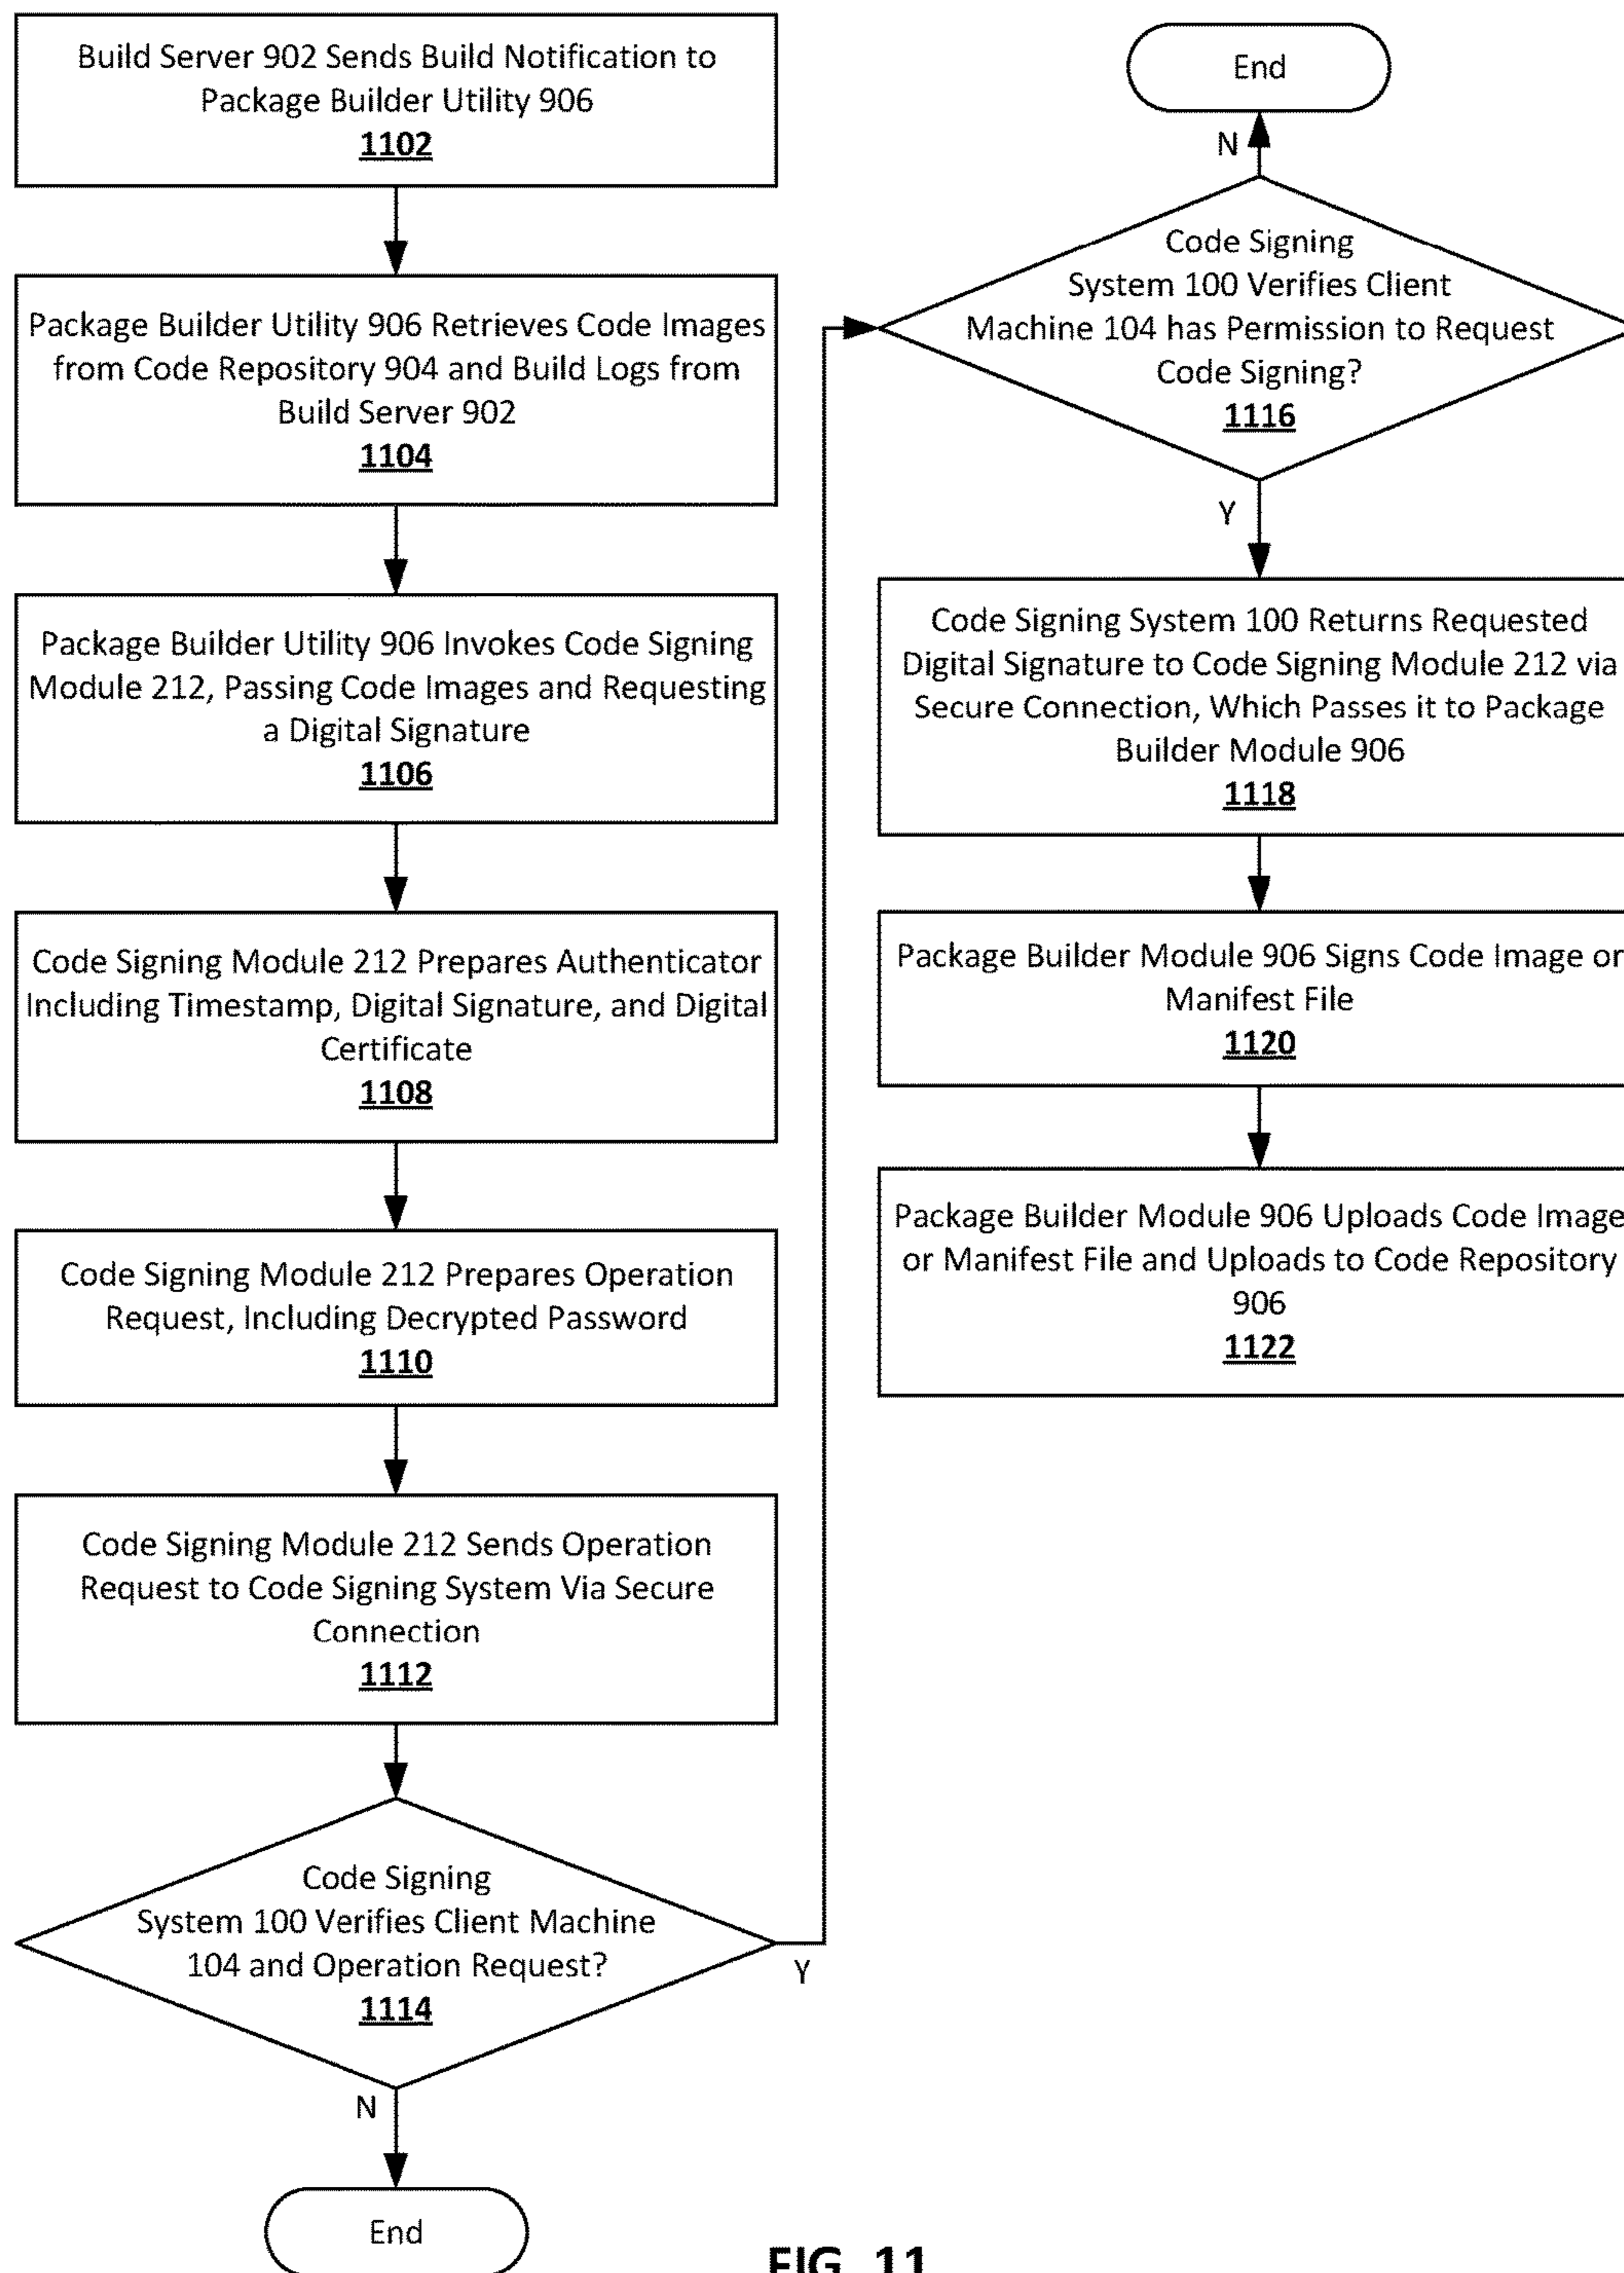 Build Server 902 Sends Build Notification to
Package Builder Utility 906
1102
Package Builder Utility 906 Retrieves Code Images
from Code Repository 904 and Build Logs from
Build Server 902
1104
Package Builder Utility 906 Invokes Code Signing
Module 212, Passing Code Images and Requesting
a Digital Signature
1106
Code Signing Module 212 Prepares Authenticator
Including Timestamp, Digital Signature, and Digital
Certificate
1108
Code Signing Module 212 Prepares Operation
Request, Including Decrypted Password
1110
Code Signing Module 212 Sends Operation
Request to Code Signing System Via Secure
Connection
1112
Code Signing
System 100 Verifies Client Machine
104 and Operation Request?
1114
Y
N
End
End
N
Code Signing
System 100 Verifies Client
Machine 104 has Permission to Request
Code Signing?
1116
Y
Code Signing System 100 Returns Requested
Digital Signature to Code Signing Module 212 via
Secure Connection, Which Passes it to Package
Builder Module 906
1118
Package Builder Module 906 Signs Code Image or
Manifest File
1120
Package Builder Module 906 Uploads Code Image
or Manifest File and Uploads to Code Repository
906
1122
FIG. 11